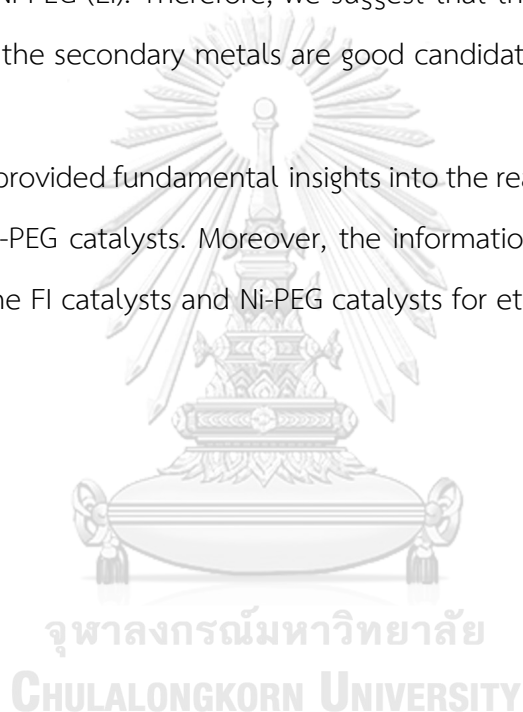 Ni-PEG (Li). Therefore, we suggest that th
the secondary metals are good candidat
provided fundamental insights into the rea
-PEG catalysts. Moreover, the informatio
ne FI catalysts and Ni-PEG catalysts for et
จุฬาลงกรณ์มหาวิทยาลัย
CHULALONGKORN UNIVERSITY